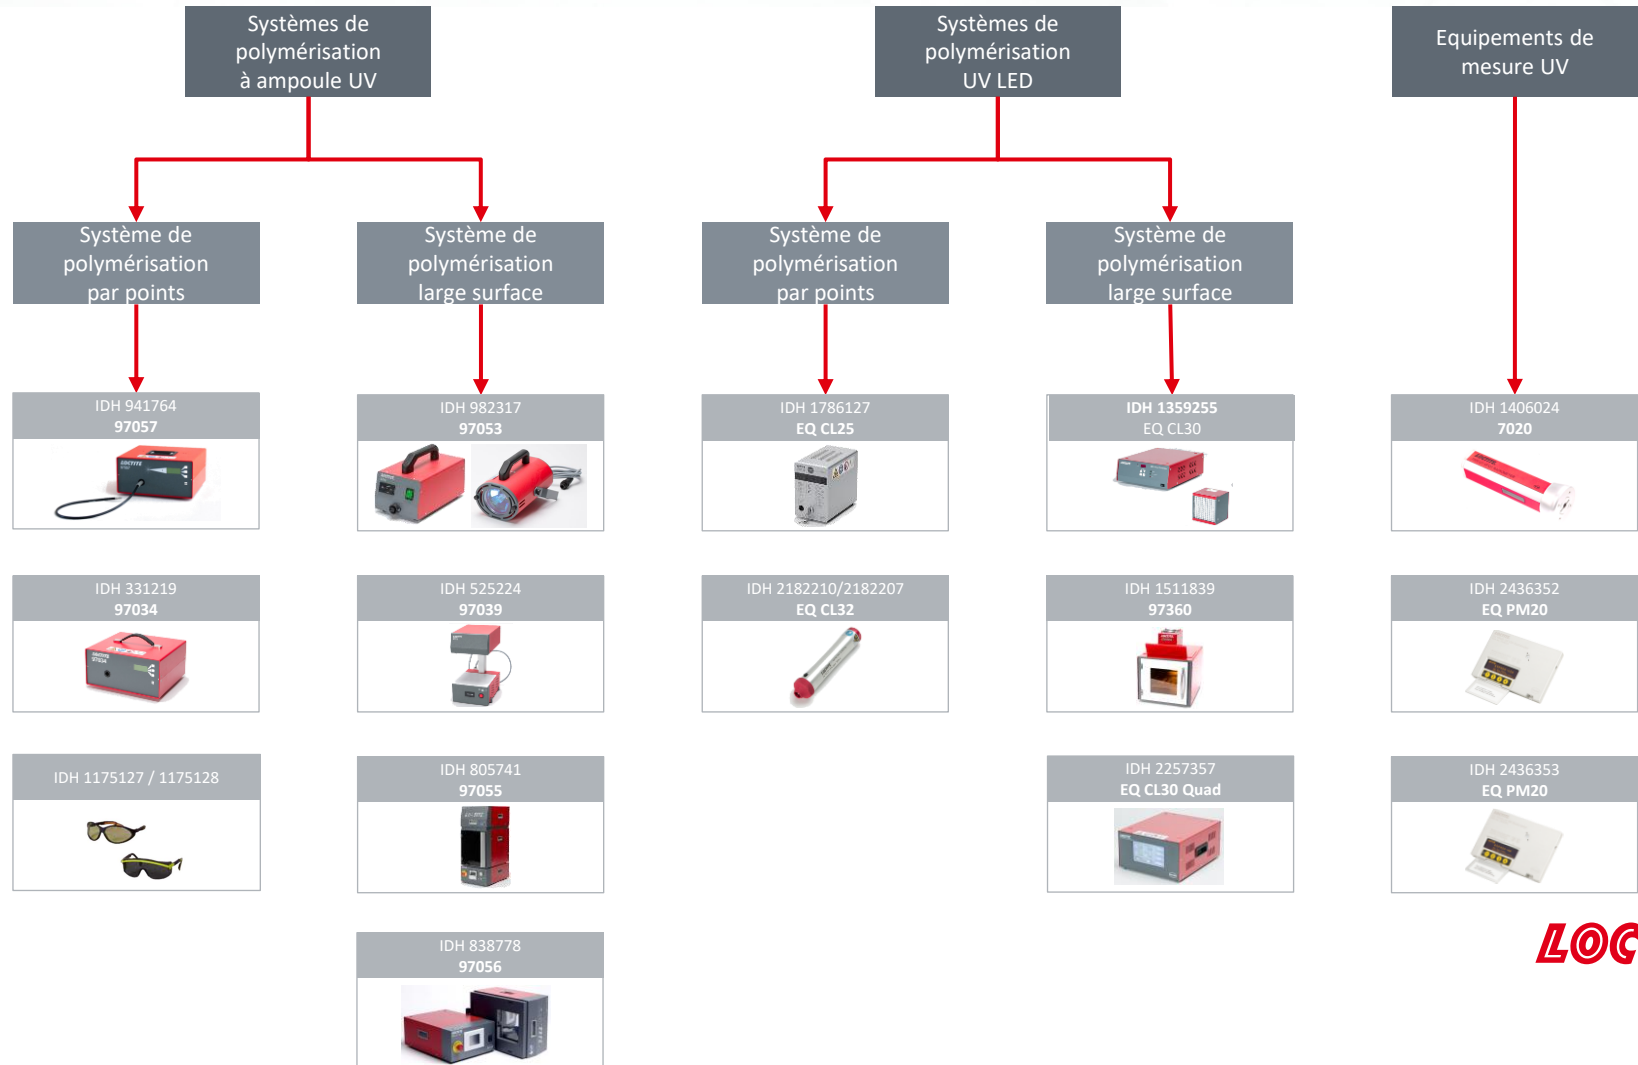 Systèmes de
polymérisation
à ampoule UV
Systèmes de
polymérisation
UV LED
Equipements de
mesure UV
Système de
polymérisation
par points
Système de
polymérisation
large surface
Système de
polymérisation
par points
Système de
polymérisation
large surface
IDH 941764
97057
IDH 982317
97053
IDH 1786127
EQ CL25
IDH 1359255
EQ CL30
IDH 1406024
7020
IDH 331219
97034
IDH 525224
97039
IDH 2182210/2182207
EQ CL32
IDH 1511839
97360
IDH 2436352
EQ PM20
IDH 1175127 / 1175128
IDH 805741
97055
IDH 2257357
EQ CL30 Quad
IDH 2436353
EQ PM20
IDH 838778
97056
LOC